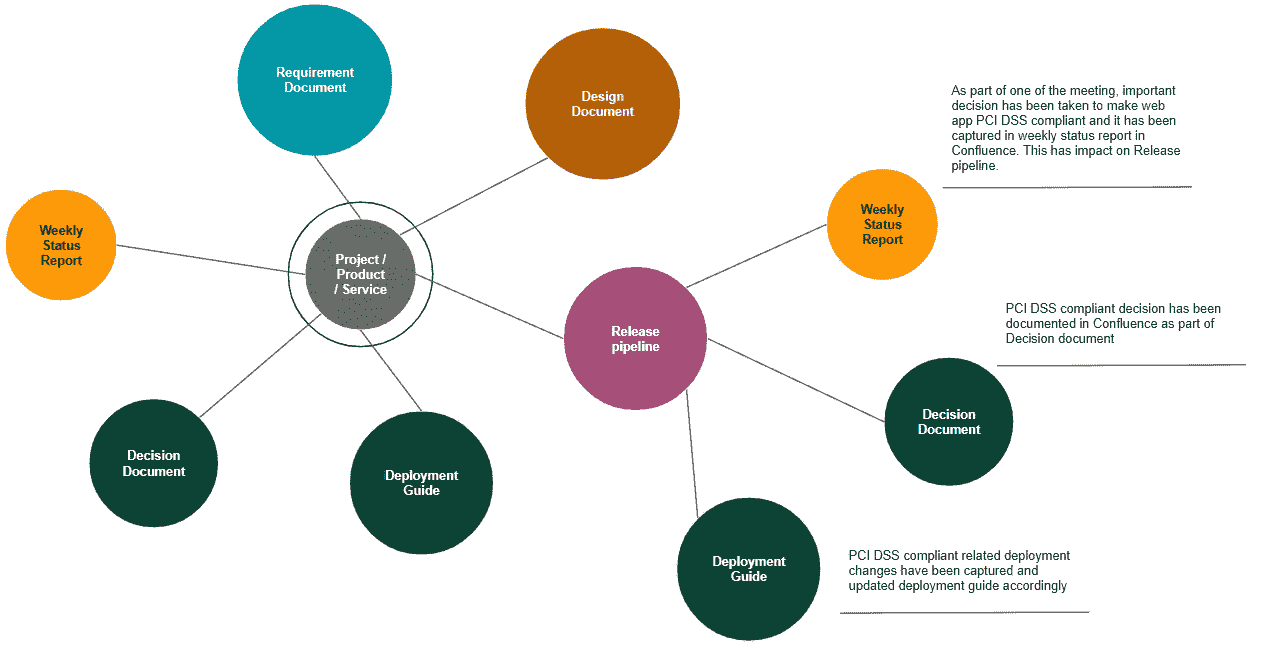 Requirement
Document
Design
Document
As part of one of the meeting, important
decision has been taken to make web
app PCI DSS compliant and it has been
captured in weekly status report in
Confluence. This has impact on Release
pipeline.
Weekly
Status
Report
Weekly
Status
Report
Project /
Product
/ Service
Release
pipeline
PCI DSS compliant decision has been
documented in Confluence as part of
Decision document
Decision
Document
Decision
Document
Deployment
Guide
Deployment
Guide
PCI DSS compliant related deployment
changes have been captured and
updated deployment guide accordingly